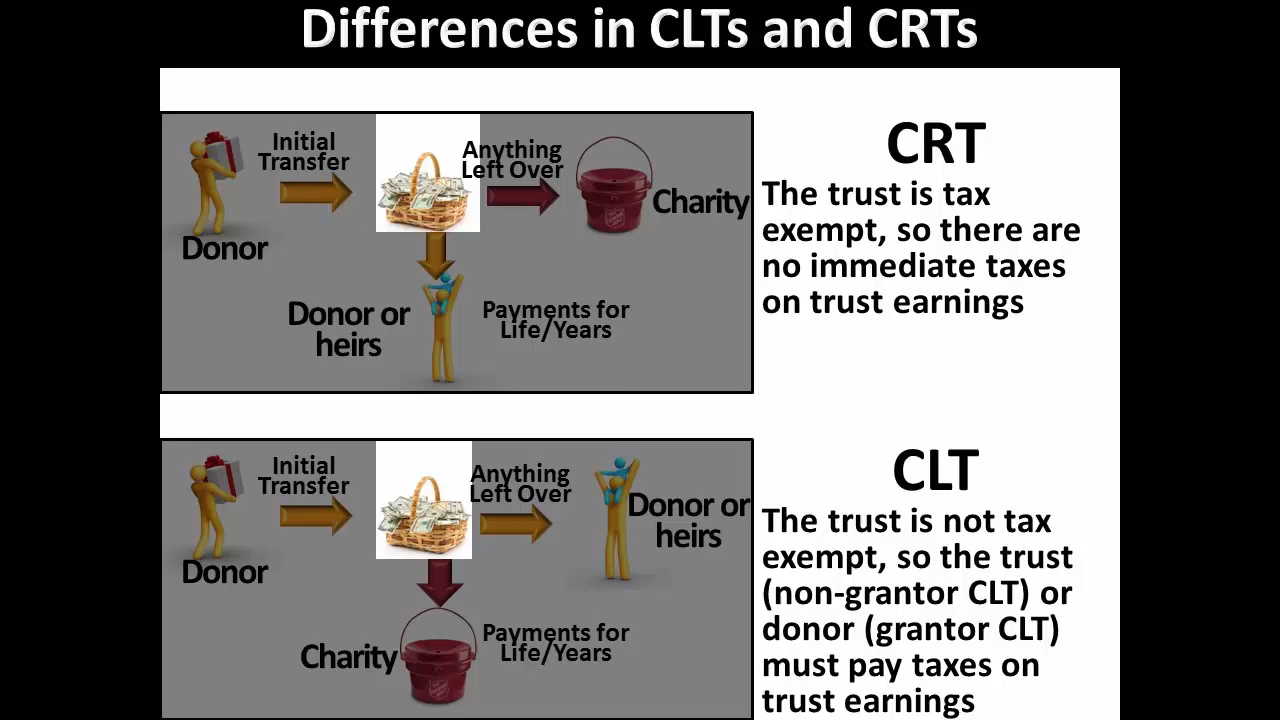 Differences in CLTs and CRTs
Initial
Transfer
Anything
Left Over
Charity
Donor
Donor or
heirs
Payments for
Life/Years
CRT
The trust is tax
exempt, so there are
no immediate taxes
on trust earnings
Initial
Transfer
Anything
Left Over
Donor or
heirs
Donor
Charity
Payments for
Life/Years
CLT
The trust is not tax
exempt, so the trust
(non-grantor CLT) or
donor (grantor CLT)
must pay taxes on
trust earnings